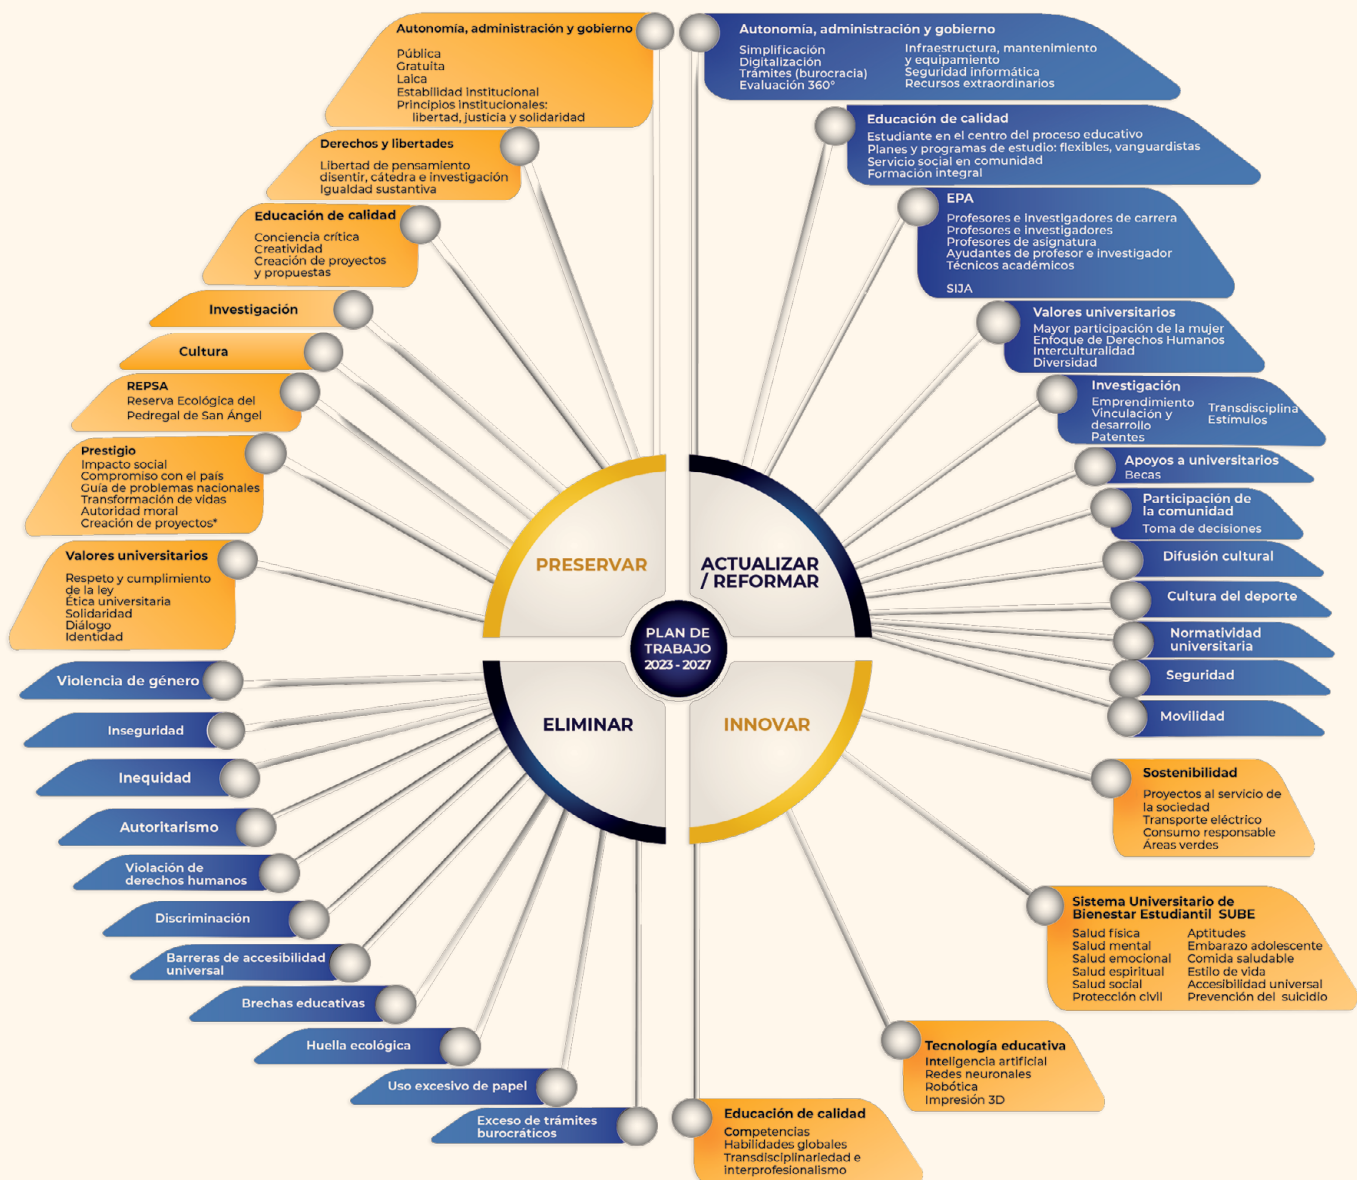 Autonomía, administración y gobierno
Pública
Gratuita
Laica
Estabilidad institucional
Principios institucionales:
libertad, justicia y solidaridad
Derechos y libertades
Libertad de pensamiento
disentir, cátedra e investigación
Igualdad sustantiva
Educación de calidad
Conciencia crítica
Creatividad
Creación de proyectos
y propuestas
Investigación
Cultura
REPSA
Reserva Ecológica del
Pedregal de San Ángel
Prestigio
Impacto social
Compromiso con el país
Guía de problemas nacionales
Transformación de vidas
Autoridad moral
Creación de proyectos*
Valores universitarios
Respeto y cumplimiento
de la ley
Ética universitaria
Solidaridad
Diálogo
Identidad
PRESERVAR
Autonomía, administración y gobierno
Simplificación
Digitalización
Trámites (burocracia)
Evaluación 360°
Infraestructura, mantenimiento
y equipamiento
Seguridad informática
Recursos extraordinarios
Educación de calidad
Estudiante en el centro del proceso educativo
Planes y programas de estudio: flexibles, vanguardistas
Servicio social en comunidad
Formación integral
EPA
Profesores e investigadores de carrera
Profesores e investigadores
Profesores de asignatura
Ayudantes de profesor e investigador
Técnicos académicos
SIJA
Valores universitarios
Mayor participación de la mujer
Enfoque de Derechos Humanos
Interculturalidad
Diversidad
Investigación
Emprendimiento
Vinculación y
desarrollo
Patentes
Transdisciplina
Estímulos
Apoyos a universitarios
Becas
Participación de
la comunidad
Toma de decisiones
Difusión cultural
Cultura del deporte
Normatividad
universitaria
Seguridad
Movilidad
ACTUALIZAR
/ REFORMAR
PLAN DE
TRABAJO
2023 - 2027
ELIMINAR
Violencia de género
Inseguridad
Inequidad
Autoritarismo
Violación de
derechos humanos
Discriminación
Barreras de accesibilidad
universal
Brechas educativas
Huella ecológica
Uso excesivo de papel
Exceso de trámites
burocráticos
INNOVAR
Sostenibilidad
Proyectos al servicio de
la sociedad
Transporte eléctrico
Consumo responsable
Áreas verdes
Sistema Universitario de
Bienestar Estudiantil SUBE
Salud física
Salud mental
Salud emocional
Salud espiritual
Salud social
Protección civil
Aptitudes
Embarazo adolescente
Comida saludable
Estilo de vida
Accesibilidad universal
Prevención del suicidio
Tecnología educativa
Inteligencia artificial
Redes neuronales
Robótica
Impresión 3D
Educación de calidad
Competencias
Habilidades globales
Transdisciplinariedad e
interprofesionalismo